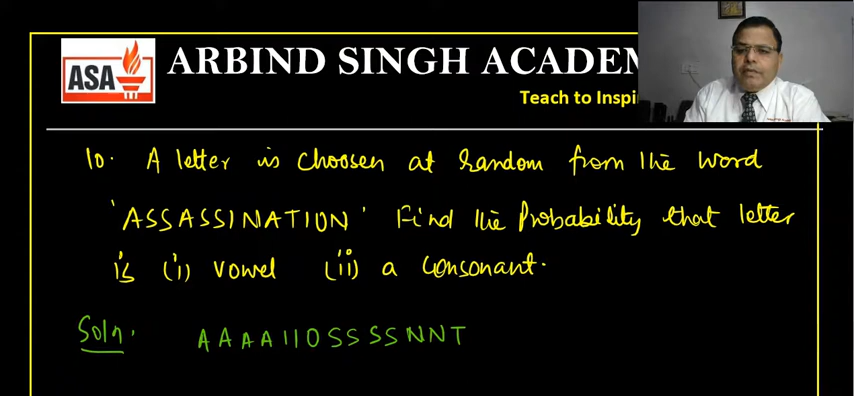 ASA
ARBIND SINGH ACADEM
Teach to Inspi
10. A letter is choosen at random from the word
'ASSASSINATION' Find the Probability that letter
is (i) vowel (ii) a consonant.
Soln. A A A A I I O S S S S N N T